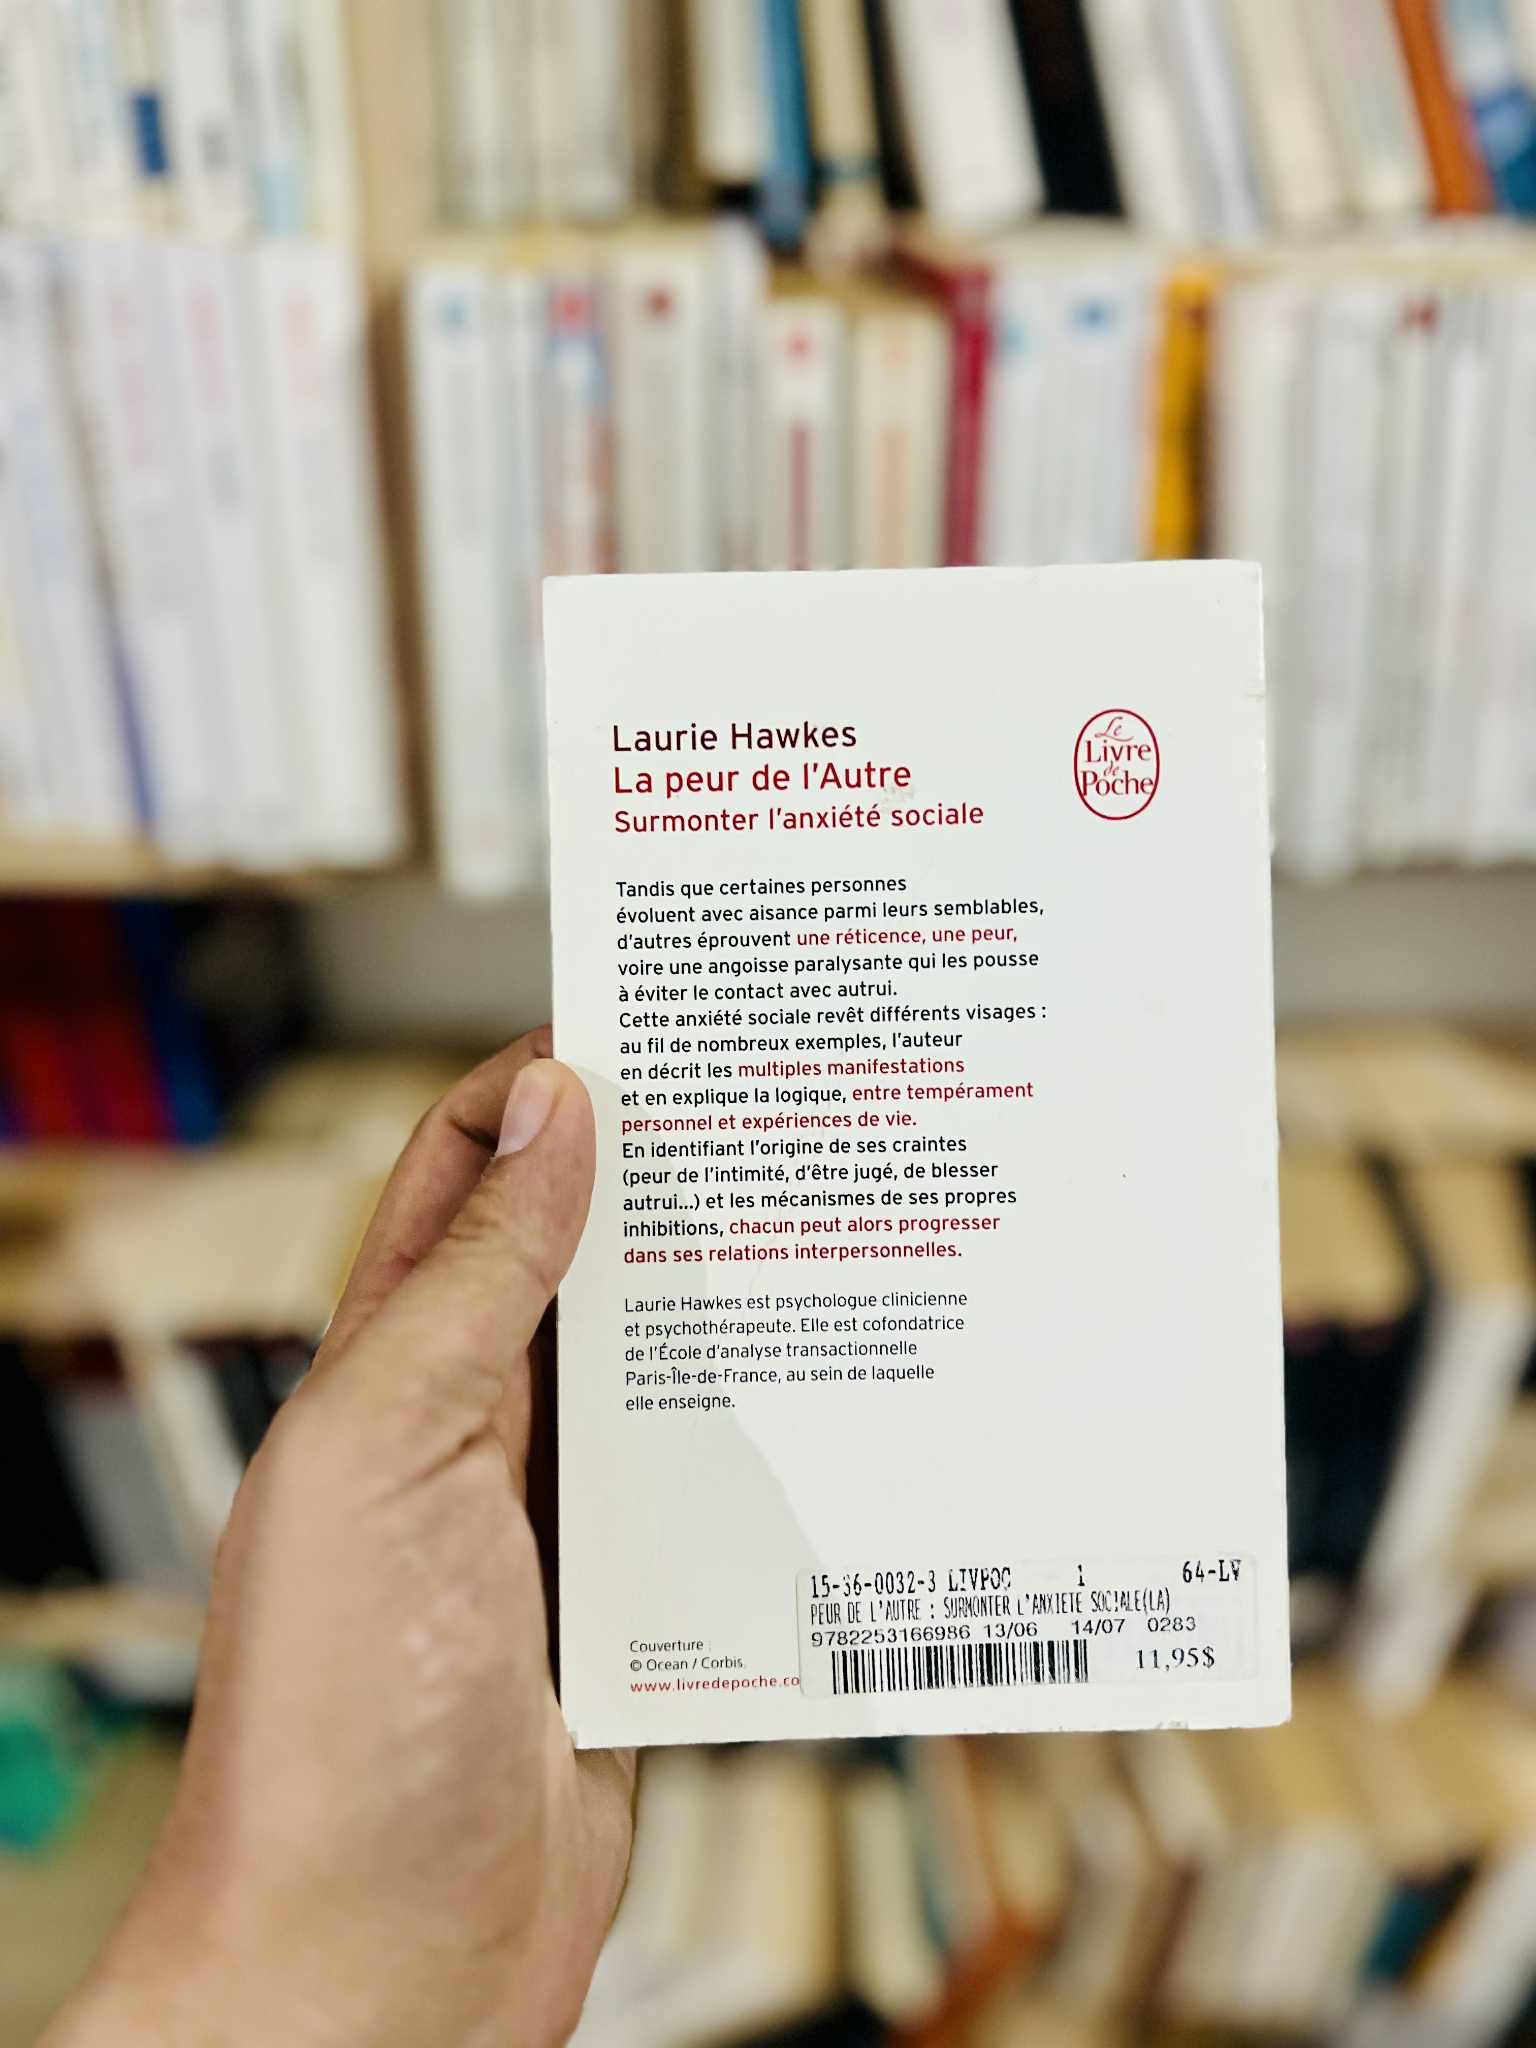 Laurie Hawkes
La peur de l'Autre
Surmonter l'anxiété sociale
Le
Livre
de
Poche
Tandis que certaines personnes
évoluent avec aisance parmi leurs semblables,
d'autres éprouvent une réticence, une peur,
voire une angoisse paralysante qui les pousse
à éviter le contact avec autrui.
Cette anxiété sociale revêt différents visages :
au fil de nombreux exemples, l'auteur
en décrit les multiples manifestations
et en explique la logique, entre tempérament
personnel et expériences de vie.
En identifiant l'origine de ses craintes
(peur de l'intimité, d'être jugé, de blesser
autrui...) et les mécanismes de ses propres
inhibitions, chacun peut alors progresser
dans ses relations interpersonnelles.
Laurie Hawkes est psychologue clinicienne
et psychothérapeute. Elle est cofondatrice
de l'École d'analyse transactionnelle
Paris-Île-de-France, au sein de laquelle
elle enseigne.
15-36-0032-3 LIVPOC 1 64-LV
PEUR DE L'AUTRE : SURMONTER L'ANXIETE SOCIALE(LA)
9782253166986 13/06 14/07 0283
11,95$
Couverture :
© Ocean / Corbis.
www.livredepoche.co